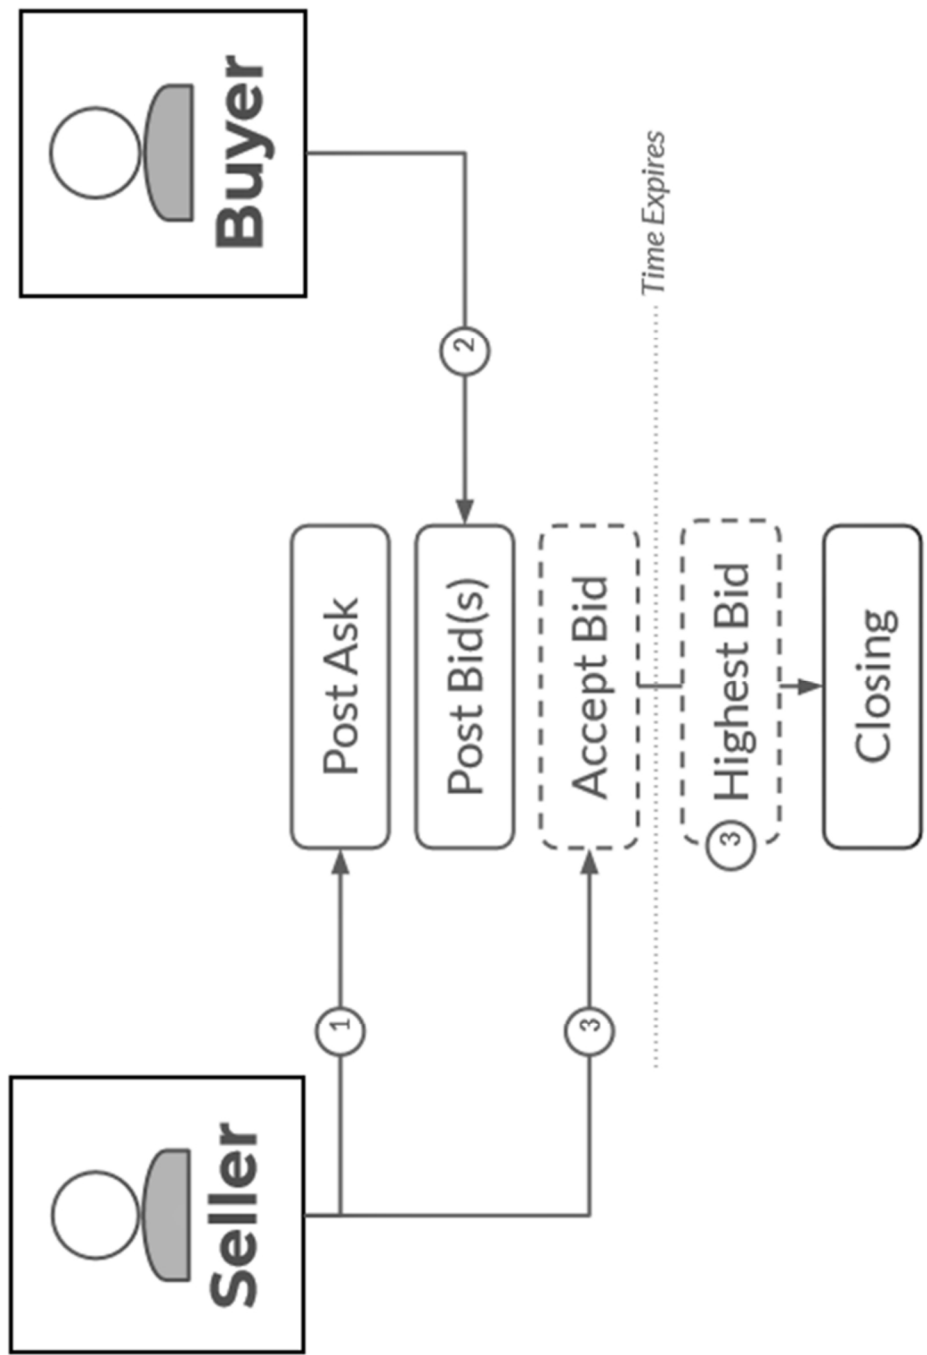 Seller
Buyer
1
Post Ask
2
Post Bid(s)
3
Accept Bid
Time Expires
3
Highest Bid
Closing